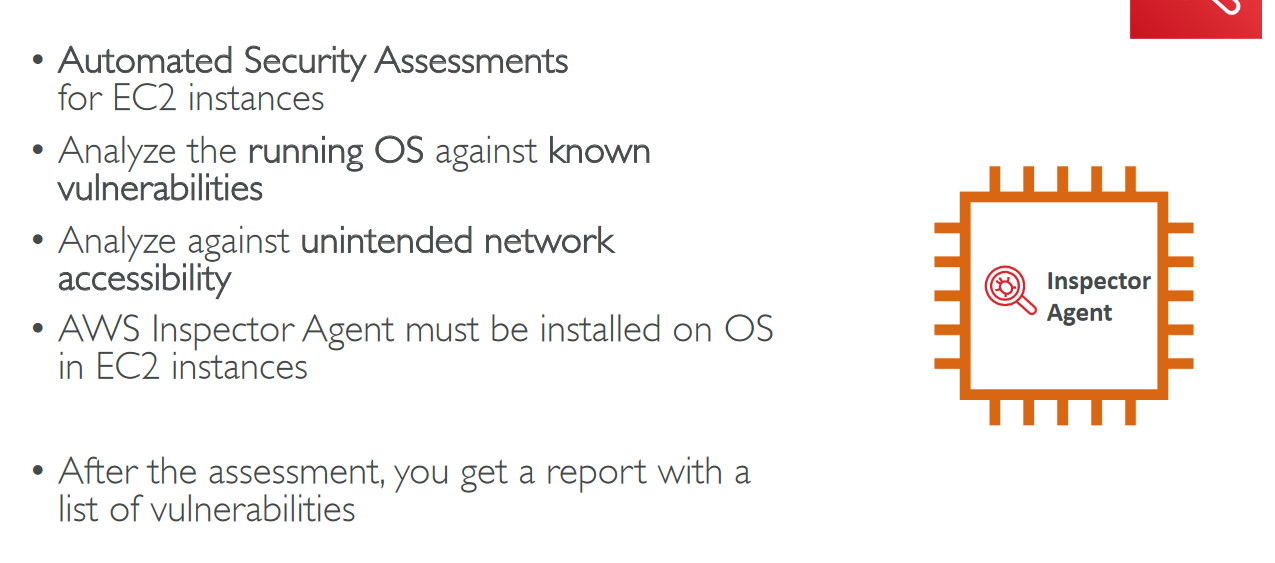 • Automated Security Assessments
for EC2 instances
• Analyze the running OS against known
vulnerabilities
• Analyze against unintended network
accessibility
• AWS Inspector Agent must be installed on OS
in EC2 instances
• After the assessment, you get a report with a
list of vulnerabilities
Inspector
Agent